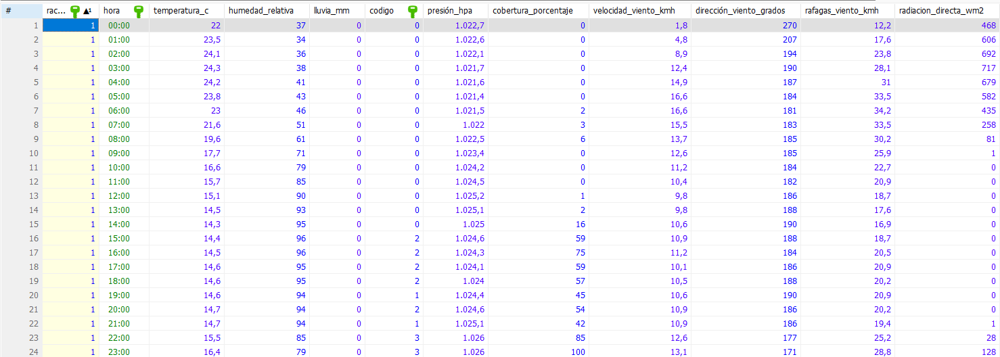 # rac... 1 hora temperatura_c humedad_relativa lluvia_mm codigo presión_hpa cobertura_porcentaje velocidad_viento_kmh dirección_viento_grados rafagas_viento_kmh radiacion_directa_wm2
1 1 00:00 22 37 0 0 1.022,7 0 1,8 270 12,2 468
2 1 01:00 23,5 34 0 0 1.022,6 0 4,8 207 17,6 606
3 1 02:00 24,1 36 0 0 1.022,1 0 8,9 194 23,8 692
4 1 03:00 24,3 38 0 0 1.021,7 0 12,4 190 28,1 717
5 1 04:00 24,2 41 0 0 1.021,6 0 14,9 187 31 679
6 1 05:00 23,8 43 0 0 1.021,4 0 16,6 184 33,5 582
7 1 06:00 23 46 0 0 1.021,5 2 16,6 181 34,2 435
8 1 07:00 21,6 51 0 0 1.022 3 15,5 183 33,5 258
9 1 08:00 19,6 61 0 0 1.022,5 6 13,7 185 30,2 81
10 1 09:00 17,7 71 0 0 1.023,4 0 12,6 185 25,9 1
11 1 10:00 16,6 79 0 0 1.024,2 0 11,2 184 22,7 0
12 1 11:00 15,7 85 0 0 1.024,5 0 10,4 182 20,9 0
13 1 12:00 15,1 90 0 0 1.025,2 1 9,8 186 18,7 0
14 1 13:00 14,5 93 0 0 1.025,1 2 9,8 188 17,6 0
15 1 14:00 14,3 95 0 0 1.025 16 10,6 190 16,9 0
16 1 15:00 14,4 96 0 2 1.024,6 59 10,9 188 18,7 0
17 1 16:00 14,5 96 0 2 1.024,3 75 11,2 184 20,5 0
18 1 17:00 14,6 95 0 2 1.024,1 59 10,1 186 20,9 0
19 1 18:00 14,6 95 0 2 1.024 57 10,5 188 20,2 0
20 1 19:00 14,6 94 0 1 1.024,4 45 10,6 190 20,9 0
21 1 20:00 14,7 94 0 2 1.024,6 54 10,9 186 20,2 0
22 1 21:00 14,7 94 0 1 1.025,1 42 10,9 186 19,4 1
23 1 22:00 15,5 85 0 3 1.026 85 12,6 177 25,2 28
24 1 23:00 16,4 79 0 3 1.026 100 13,1 171 28,8 128